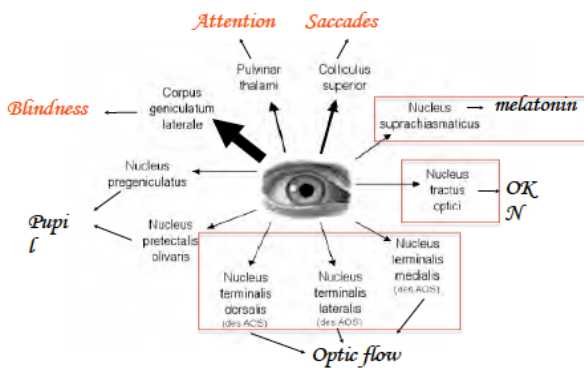 Attention
Saccades
Pulvinar
thalami
Colliculus
superior
Corpus
geniculatum
laterale
Blindness
Nucleus
suprachiasmaticus
melatonin
Nucleus
pregeniculatus
Nucleus
tractus
optici
OK
N
Pupi
l
Nucleus
pretectalis
olivaris
Nucleus
terminalis
dorsalis
(des AOS)
Nucleus
terminalis
lateralis
(des AOS)
Nucleus
terminalis
medialis
(des AOS)
Optic flow